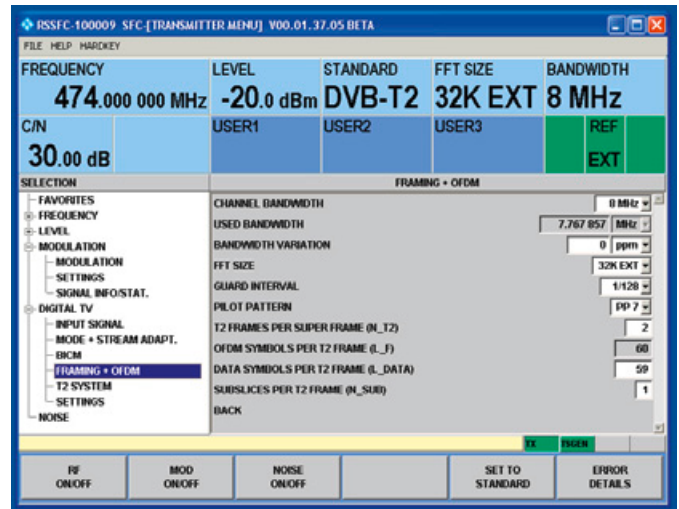 RSSFC-100009 SFC-[TRANSMITTER MENU] V00.01.37.05 BETA
FILE HELP HARDKEY
FREQUENCY LEVEL STANDARD FFT SIZE BANDWIDTH
474.000 000 MHz -20.0 dBm DVB-T2 32K EXT 8 MHz
C/N USER1 USER2 USER3 REF
30.00 dB EXT
SELECTION FRAMING + OFDM
FAVORITES
FREQUENCY
LEVEL
MODULATION
MODULATION
SETTINGS
SIGNAL INFO/STAT.
DIGITAL TV
INPUT SIGNAL
MODE + STREAM ADAPT.
BICM
FRAMING + OFDM
T2 SYSTEM
SETTINGS
NOISE
CHANNEL BANDWIDTH 8 MHz
USED BANDWIDTH 7.767 857 MHz
BANDWIDTH VARIATION 0 ppm
FFT SIZE 32K EXT
GUARD INTERVAL 1/128
PILOT PATTERN PP 7
T2 FRAMES PER SUPER FRAME (N_T2) 2
OFDM SYMBOLS PER T2 FRAME (L_F) 60
DATA SYMBOLS PER T2 FRAME (L_DATA) 59
SUBSLICES PER T2 FRAME (N_SUB) 1
BACK
TX TSGEN
RF ON/OFF MOD ON/OFF NOISE ON/OFF SET TO STANDARD ERROR DETAILS